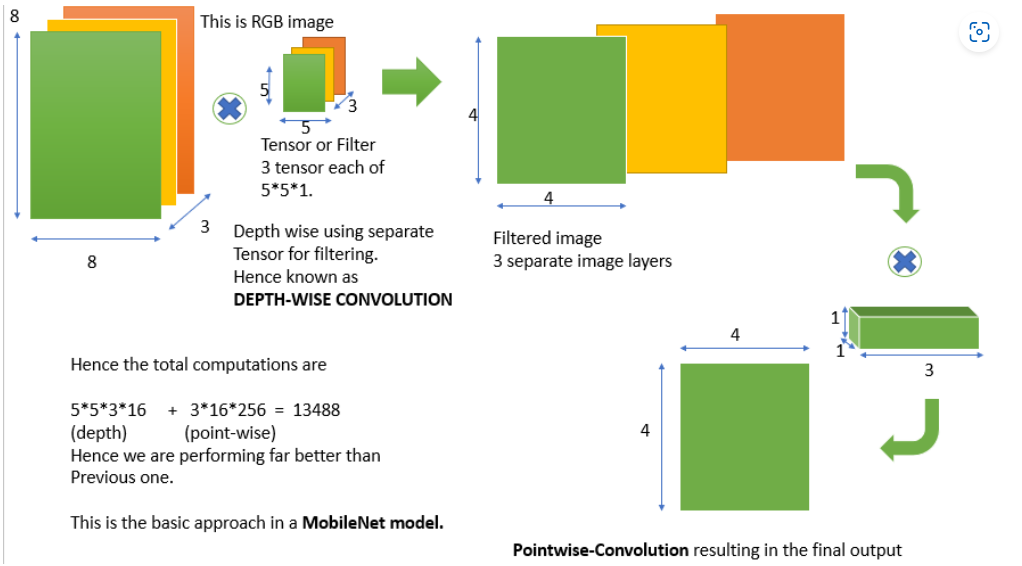 8
This is RGB image
5
3
5
Tensor or Filter
3 tensor each of
5*5*1.
3
8
Depth wise using separate
Tensor for filtering.
Hence known as
DEPTH-WISE CONVOLUTION
4
4
Filtered image
3 separate image layers
1
1
3
4
4
Hence the total computations are
5*5*3*16 + 3*16*256 = 13488
(depth) (point-wise)
Hence we are performing far better than
Previous one.
This is the basic approach in a MobileNet model.
Pointwise-Convolution resulting in the final output